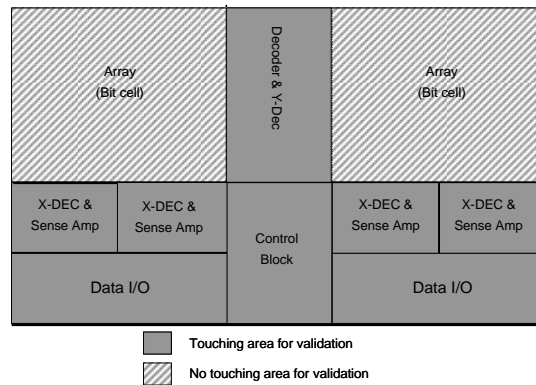 Array
(Bit cell)
Decoder & Y-Dec
Array
(Bit cell)
X-DEC &
Sense Amp
X-DEC &
Sense Amp
Control
Block
X-DEC &
Sense Amp
X-DEC &
Sense Amp
Data I/O
Data I/O
Touching area for validation
No touching area for validation